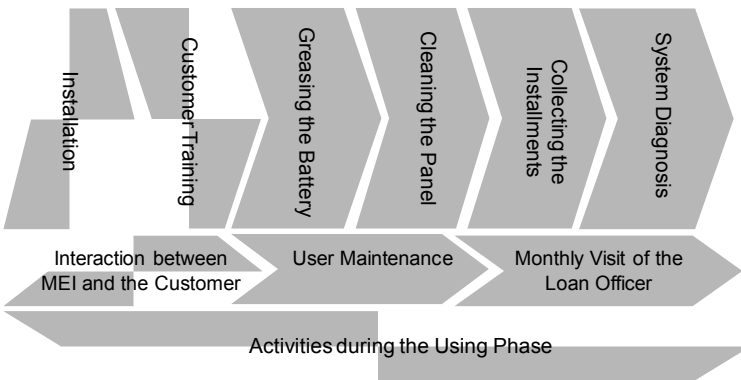 Installation
Customer Training
Greasing the Battery
Cleaning the Panel
Collecting the
Installments
System Diagnosis
Interaction between
MEI and the Customer
User Maintenance
Monthly Visit of the
Loan Officer
Activities during the Using Phase